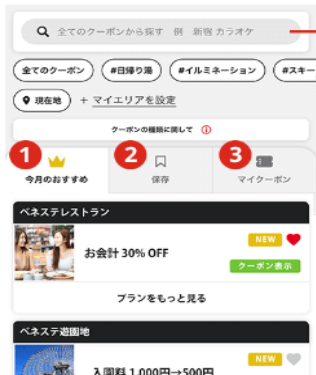 全てのクーポンから探す 例 新宿 カラオケ
全てのクーポン #日帰り湯 #イルミネーション #スキー
現在地 + マイエリアを設定
クーポンの種類に関して
1 2 3
今月のおすすめ 保存 マイクーポン
ベネステレストラン
NEW
お会計 30% OFF
クーポン表示
プランをもっと見る
ベネステ遊園地
NEW
入園料 1,000円→500円